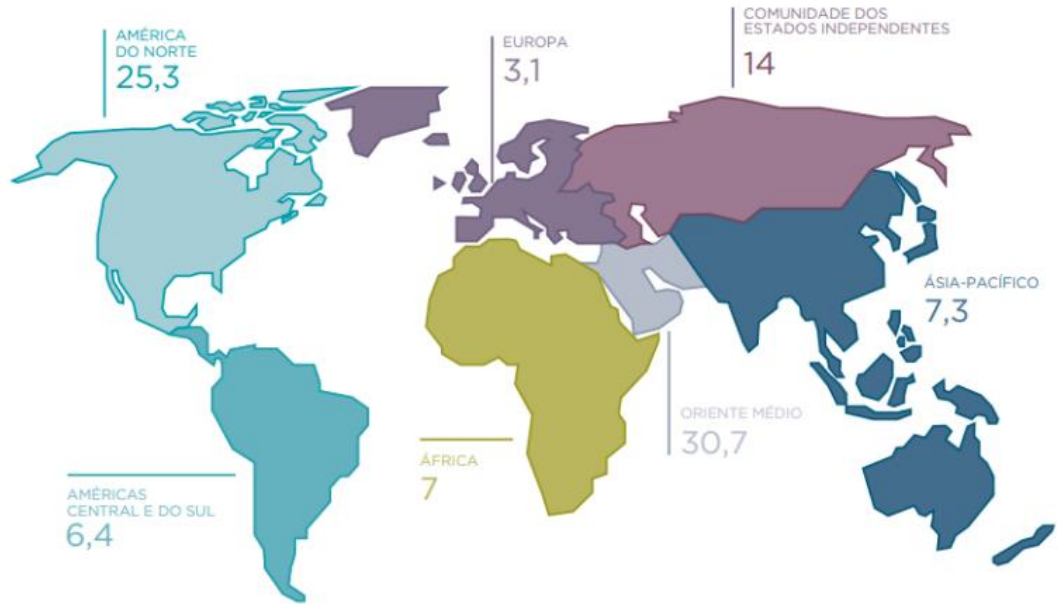 AMÉRICA
DO NORTE
25,3
EUROPA
3,1
COMUNIDADE DOS
ESTADOS INDEPENDENTES
14
ÁSIA-PACÍFICO
7,3
ORIENTE MÉDIO
30,7
ÁFRICA
7
AMÉRICAS
CENTRAL E DO SUL
6,4